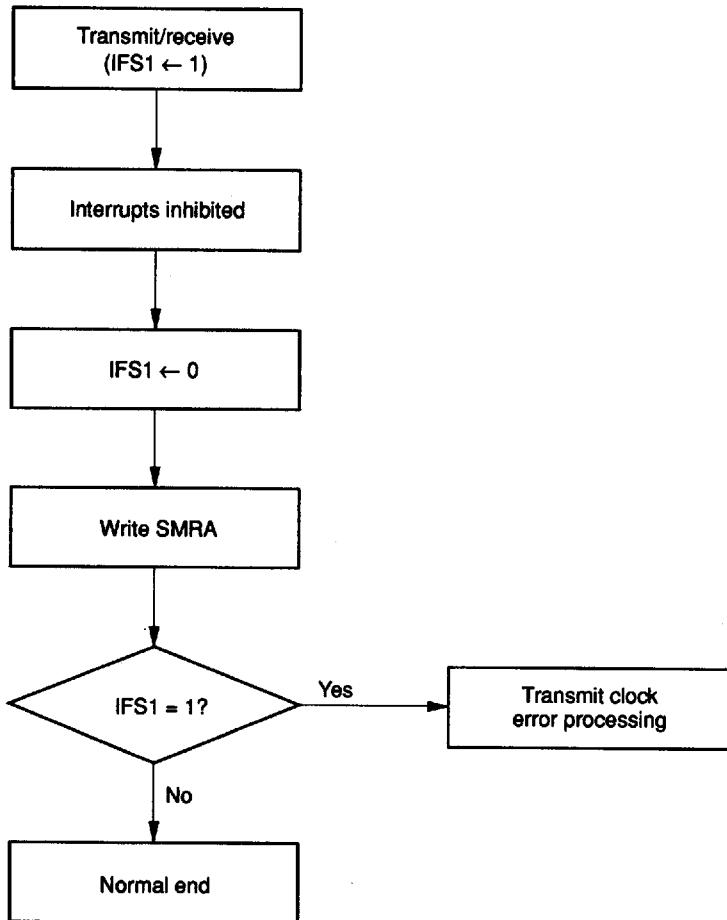 Transmit/receive
(IFS1 ← 1)
Interrupts inhibited
IFS1 ← 0
Write SMRA
IFS1 = 1?
Yes
Transmit clock
error processing
No
Normal end